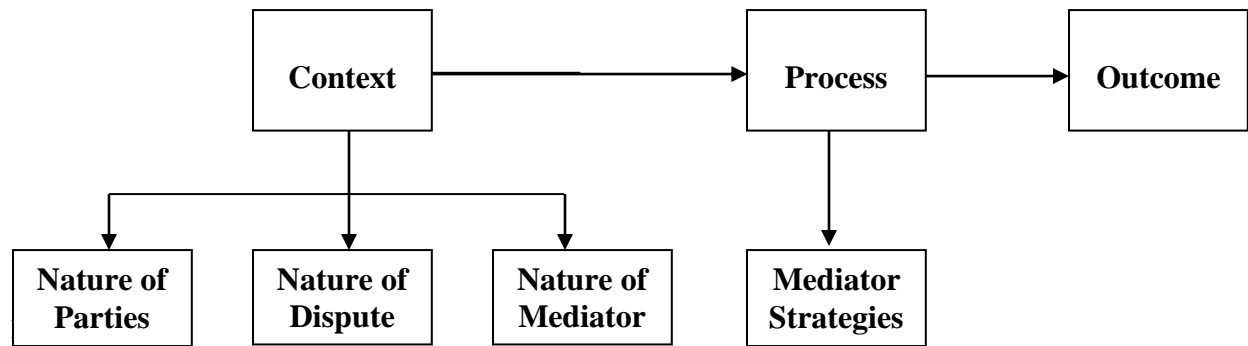 Context
Process
Outcome
Nature of
Parties
Nature of
Dispute
Nature of
Mediator
Mediator
Strategies